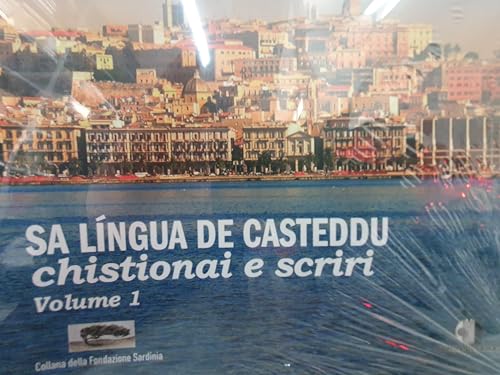 SA LÍNGUA DE CASTEDDU
chistionai e scriri
Volume 1
Collana della Fondazione Sardinia